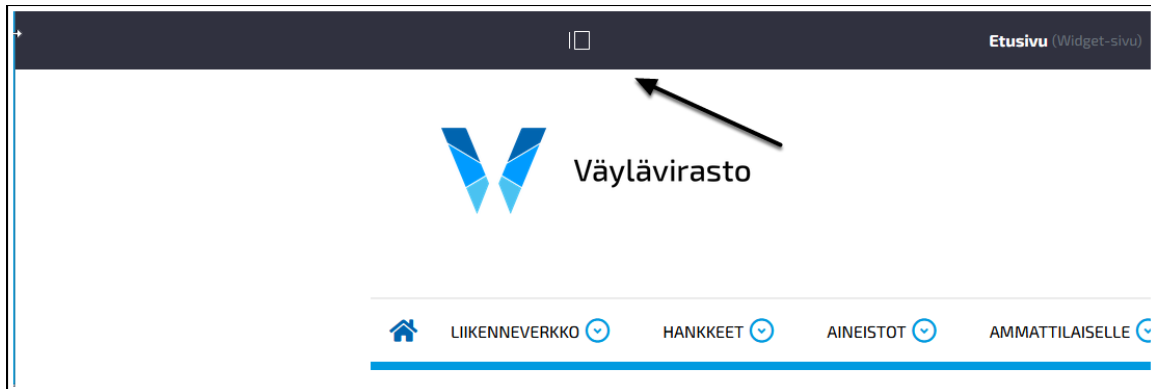 Etusivu (Widget-sivu)
Väylävirasto
LIIKENNEVERKKO HANKKEET AINEISTOT AMMATTILAISELLE